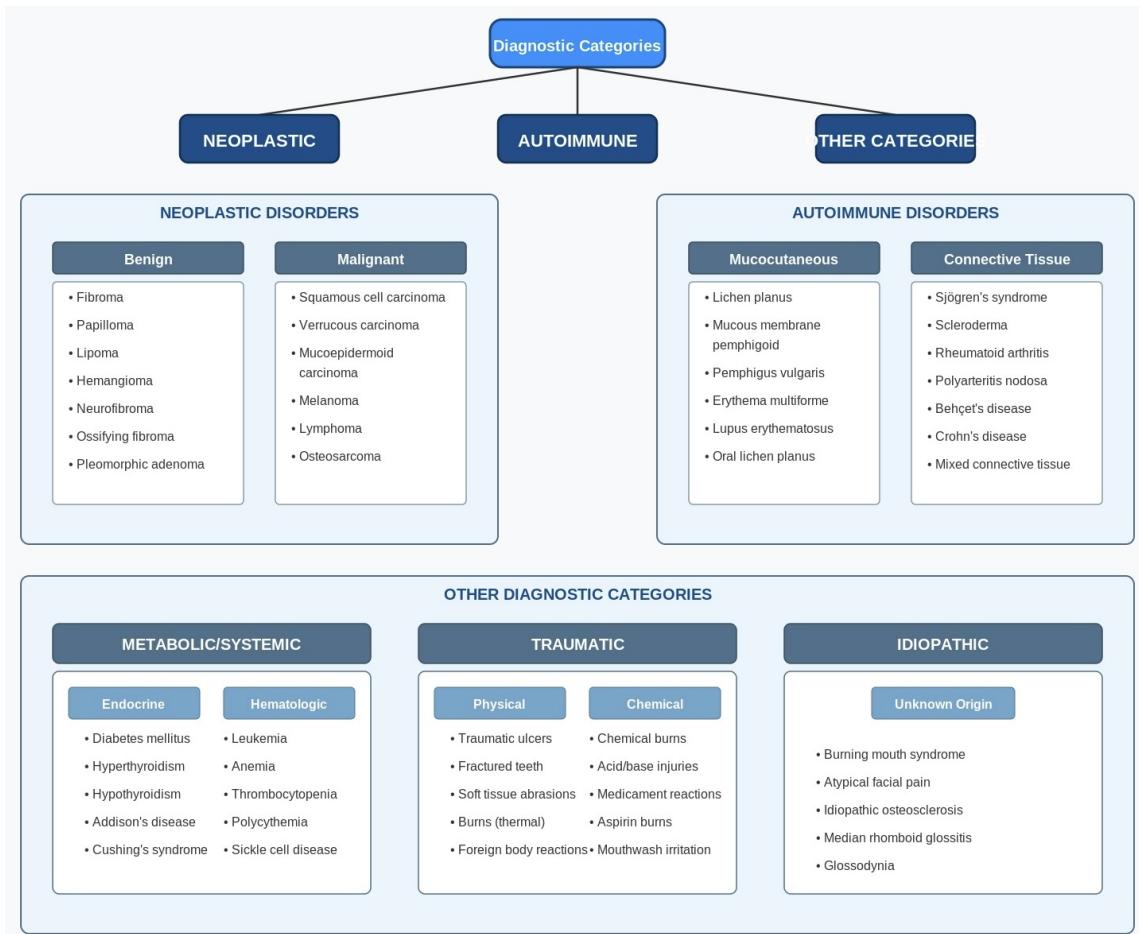 Diagnostic Categories
NEOPLASTIC
AUTOIMMUNE
OTHER CATEGORIES
NEOPLASTIC DISORDERS
Benign
• Fibroma
• Papilloma
• Lipoma
• Hemangioma
• Neurofibroma
• Ossifying fibroma
• Pleomorphic adenoma
Malignant
• Squamous cell carcinoma
• Verrucous carcinoma
• Mucoepidermoid
carcinoma
• Melanoma
• Lymphoma
• Osteosarcoma
AUTOIMMUNE DISORDERS
Mucocutaneous
• Lichen planus
• Mucous membrane
pemphigoid
• Pemphigus vulgaris
• Erythema multiforme
• Lupus erythematosus
• Oral lichen planus
Connective Tissue
• Sjögren's syndrome
• Scleroderma
• Rheumatoid arthritis
• Polyarteritis nodosa
• Behçet's disease
• Crohn's disease
• Mixed connective tissue
OTHER DIAGNOSTIC CATEGORIES
METABOLIC/SYSTEMIC
Endocrine
• Diabetes mellitus
• Hyperthyroidism
• Hypothyroidism
• Addison's disease
• Cushing's syndrome
Hematologic
• Leukemia
• Anemia
• Thrombocytopenia
• Polycythemia
• Sickle cell disease
TRAUMATIC
Physical
• Traumatic ulcers
• Fractured teeth
• Soft tissue abrasions
• Burns (thermal)
• Foreign body reactions
Chemical
• Chemical burns
• Acid/base injuries
• Medicament reactions
• Aspirin burns
• Mouthwash irritation
IDIOPATHIC
Unknown Origin
• Burning mouth syndrome
• Atypical facial pain
• Idiopathic osteosclerosis
• Median rhomboid glossitis
• Glossodynia